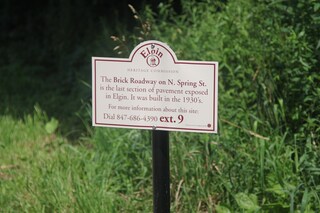 Elgin
HERITAGE COMMISSION
The Brick Roadway on N. Spring St.
is the last section of pavement exposed
in Elgin. It was built in the 1930's.
For more information about this site:
Dial 847-686-4390 ext. 9